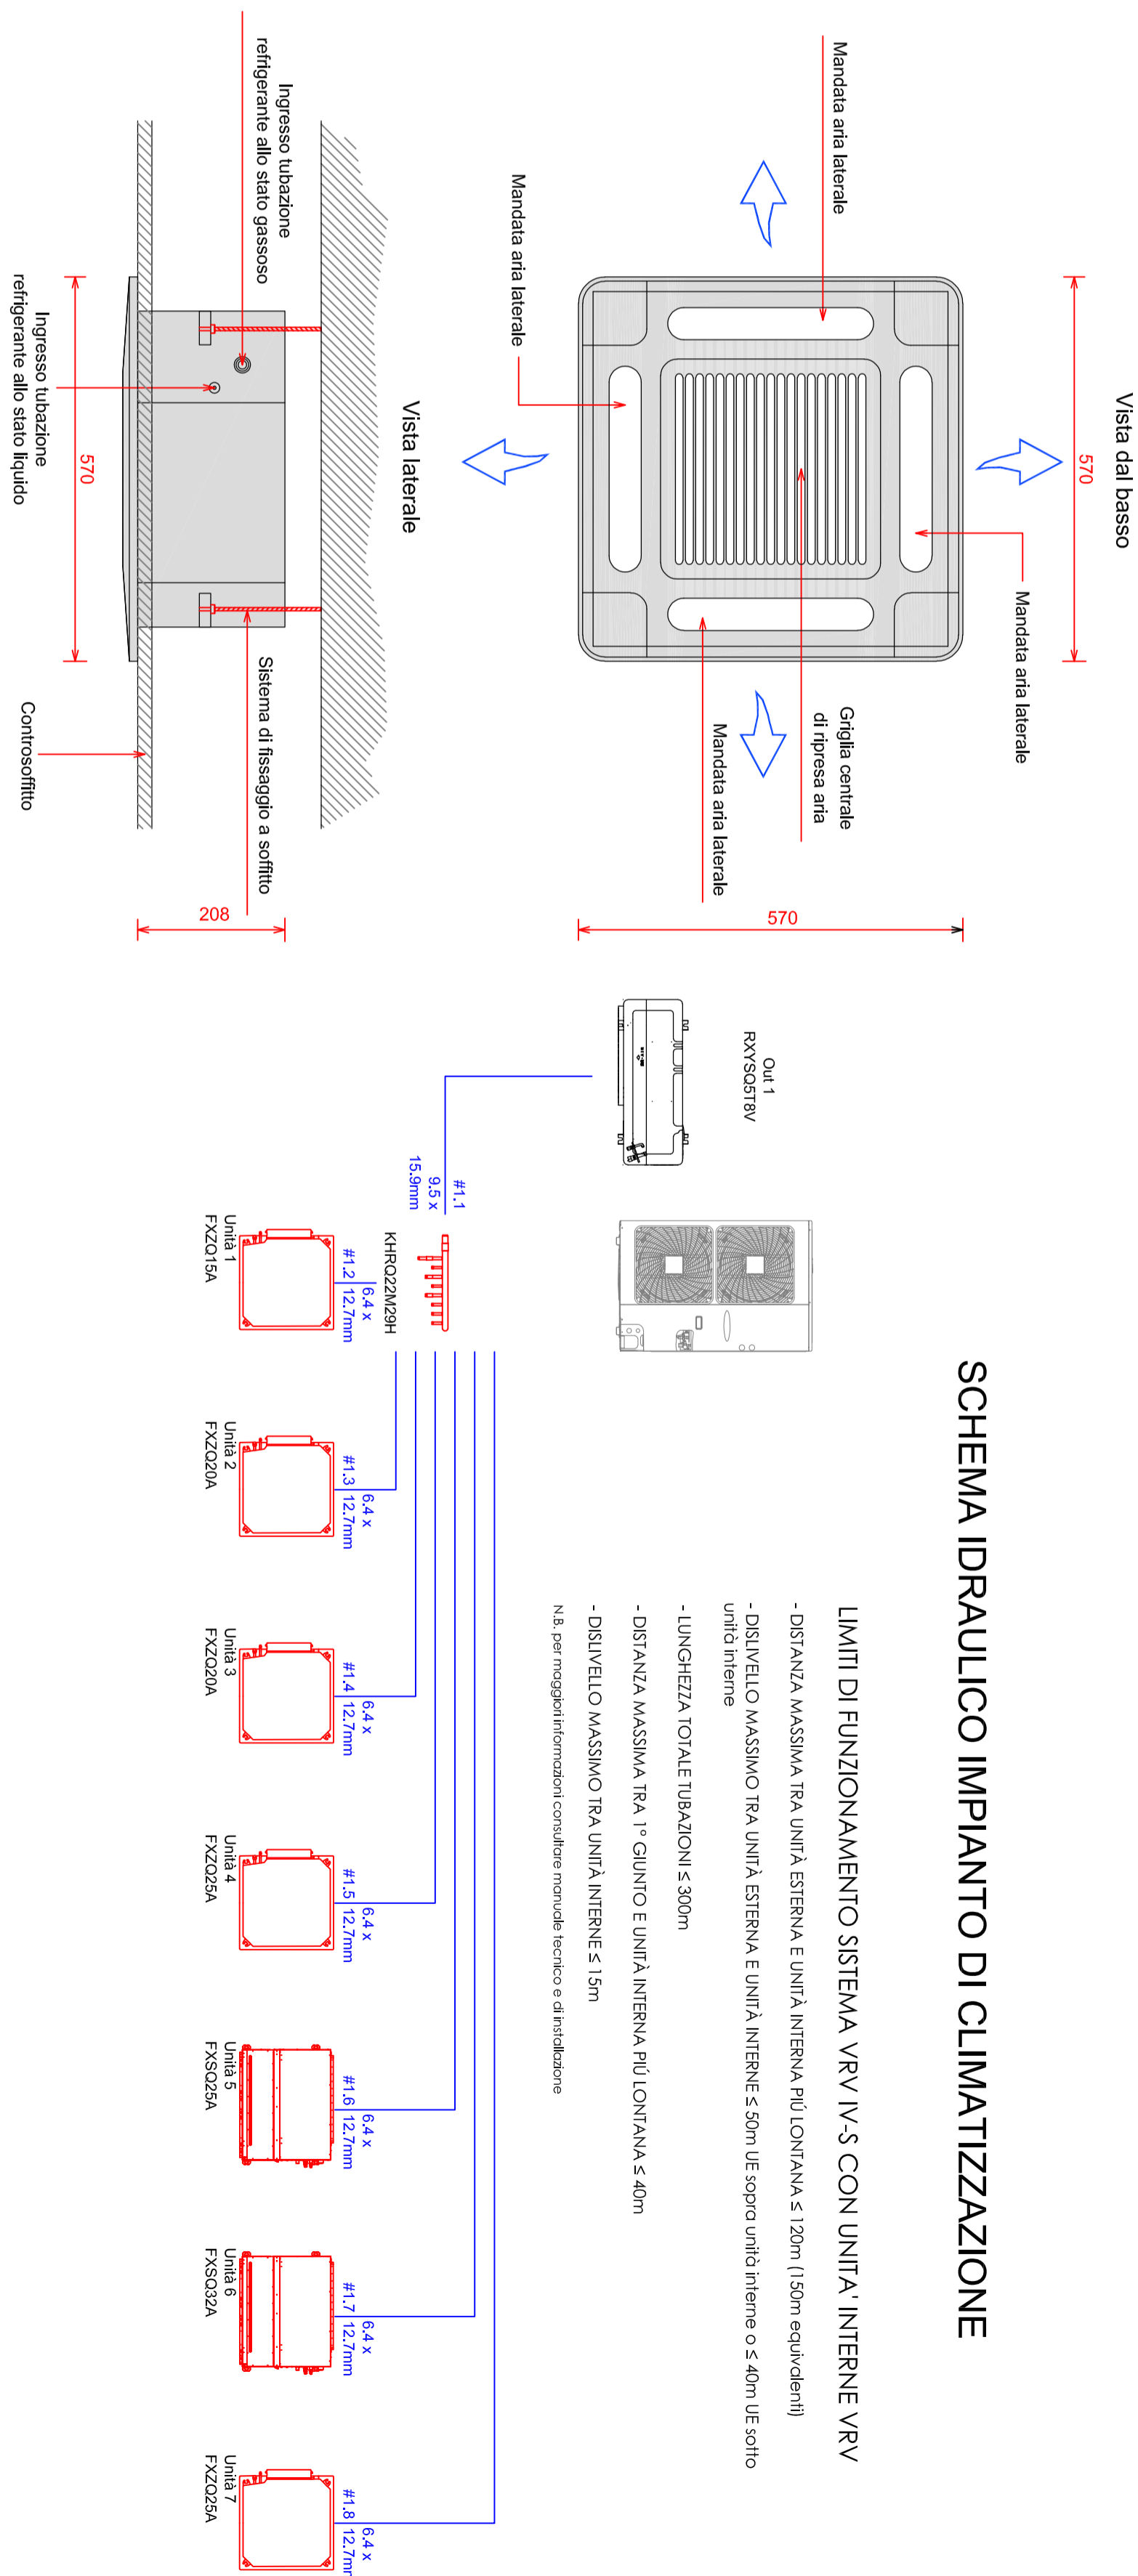 Vista dal basso
570
Mandata aria laterale
Mandata aria laterale
Mandata aria laterale
Griglia centrale
di ripresa aria
Mandata aria laterale
570
Vista laterale
Ingresso tubazione
refrigerante allo stato gassoso
Sistema di fissaggio a soffitto
208
570
Ingresso tubazione
refrigerante allo stato liquido
Controsoffitto
SCHEMA IDRAULICO IMPIANTO DI CLIMATIZZAZIONE
LIMITI DI FUNZIONAMENTO SISTEMA VRV IV-S CON UNITA' INTERNE VRV
- DISTANZA MASSIMA TRA UNITÀ ESTERNA E UNITÀ INTERNA PIÚ LONTANA ≤ 120m (150m equivalenti)
- DISLIVELLO MASSIMO TRA UNITÀ ESTERNA E UNITÀ INTERNE ≤ 50m UE sopra unità interne o ≤ 40m UE sotto
unità interne
- LUNGHEZZA TOTALE TUBAZIONI ≤ 300m
- DISTANZA MASSIMA TRA 1° GIUNTO E UNITÀ INTERNA PIÚ LONTANA ≤ 40m
- DISLIVELLO MASSIMO TRA UNITÀ INTERNE ≤ 15m
N.B. per maggiori informazioni consultare manuale tecnico e di installazione
Out 1
RXYSQ5T8V
#1.1
9.5 x
15.9mm
KHRQ22M29H
6.4 x
#1.2 12.7mm
Unità 1
FXZQ15A
6.4 x
#1.3 12.7mm
Unità 2
FXZQ20A
6.4 x
#1.4 12.7mm
Unità 3
FXZQ20A
6.4 x
#1.5 12.7mm
Unità 4
FXZQ25A
6.4 x
#1.6 12.7mm
Unità 5
FXSQ25A
6.4 x
#1.7 12.7mm
Unità 6
FXSQ32A
6.4 x
#1.8 12.7mm
Unità 7
FXZQ25A